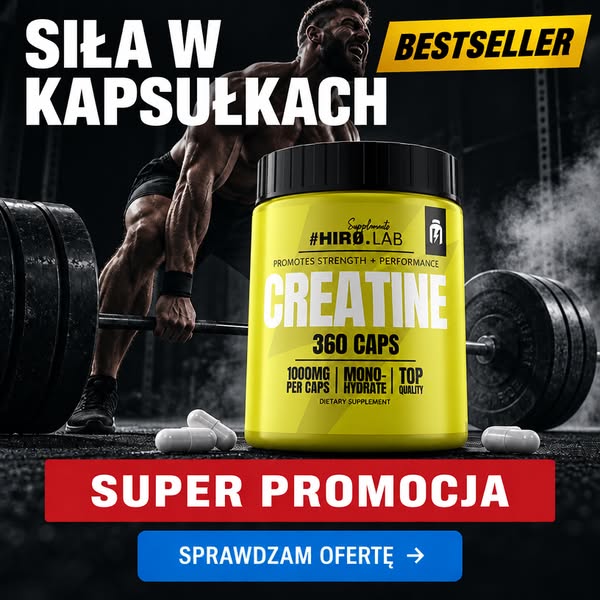 SIŁA W
KAPSUŁKACH
BESTSELLER
Supplements
#HIRØ.LAB
PROMOTES STRENGTH + PERFORMANCE
CREATINE
360 CAPS
1000MG
PER CAPS
MONO-
HYDRATE
TOP
QUALITY
DIETARY SUPPLEMENT
SUPER PROMOCJA
SPRAWDZAM OFERTĘ →